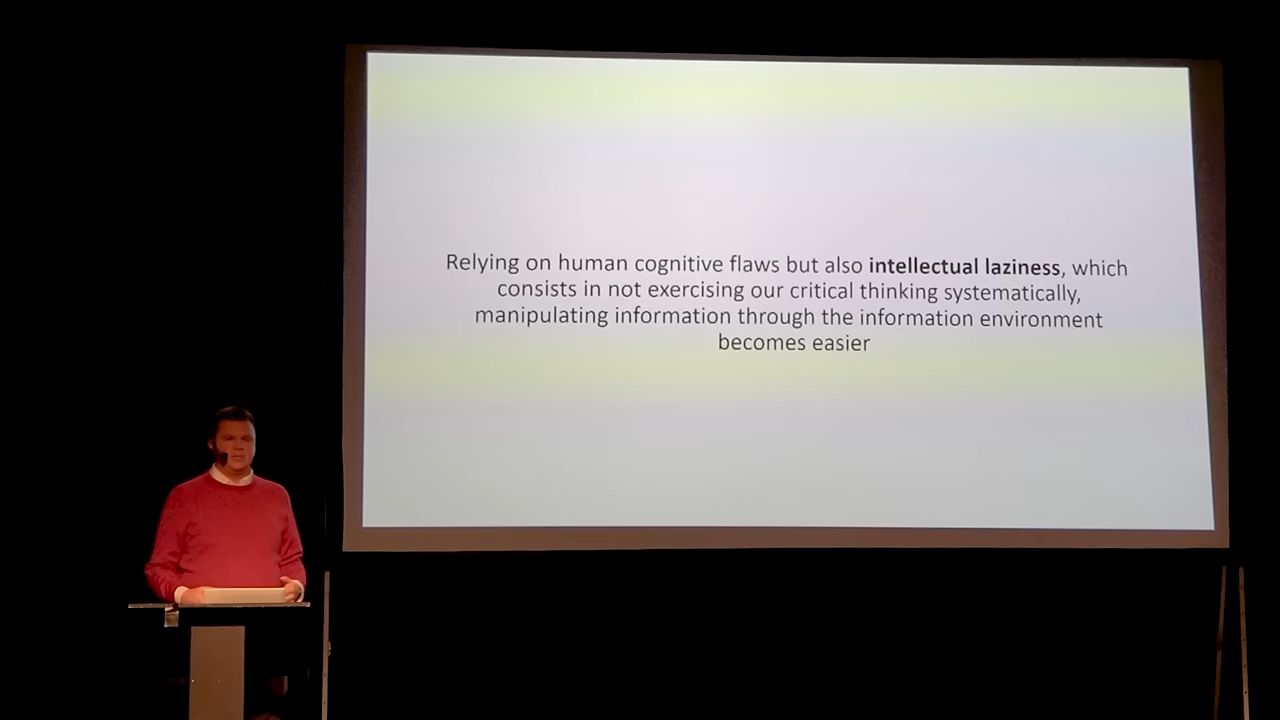 Relying on human cognitive flaws but also intellectual laziness, which
consists in not exercising our critical thinking systematically,
manipulating information through the information environment
becomes easier